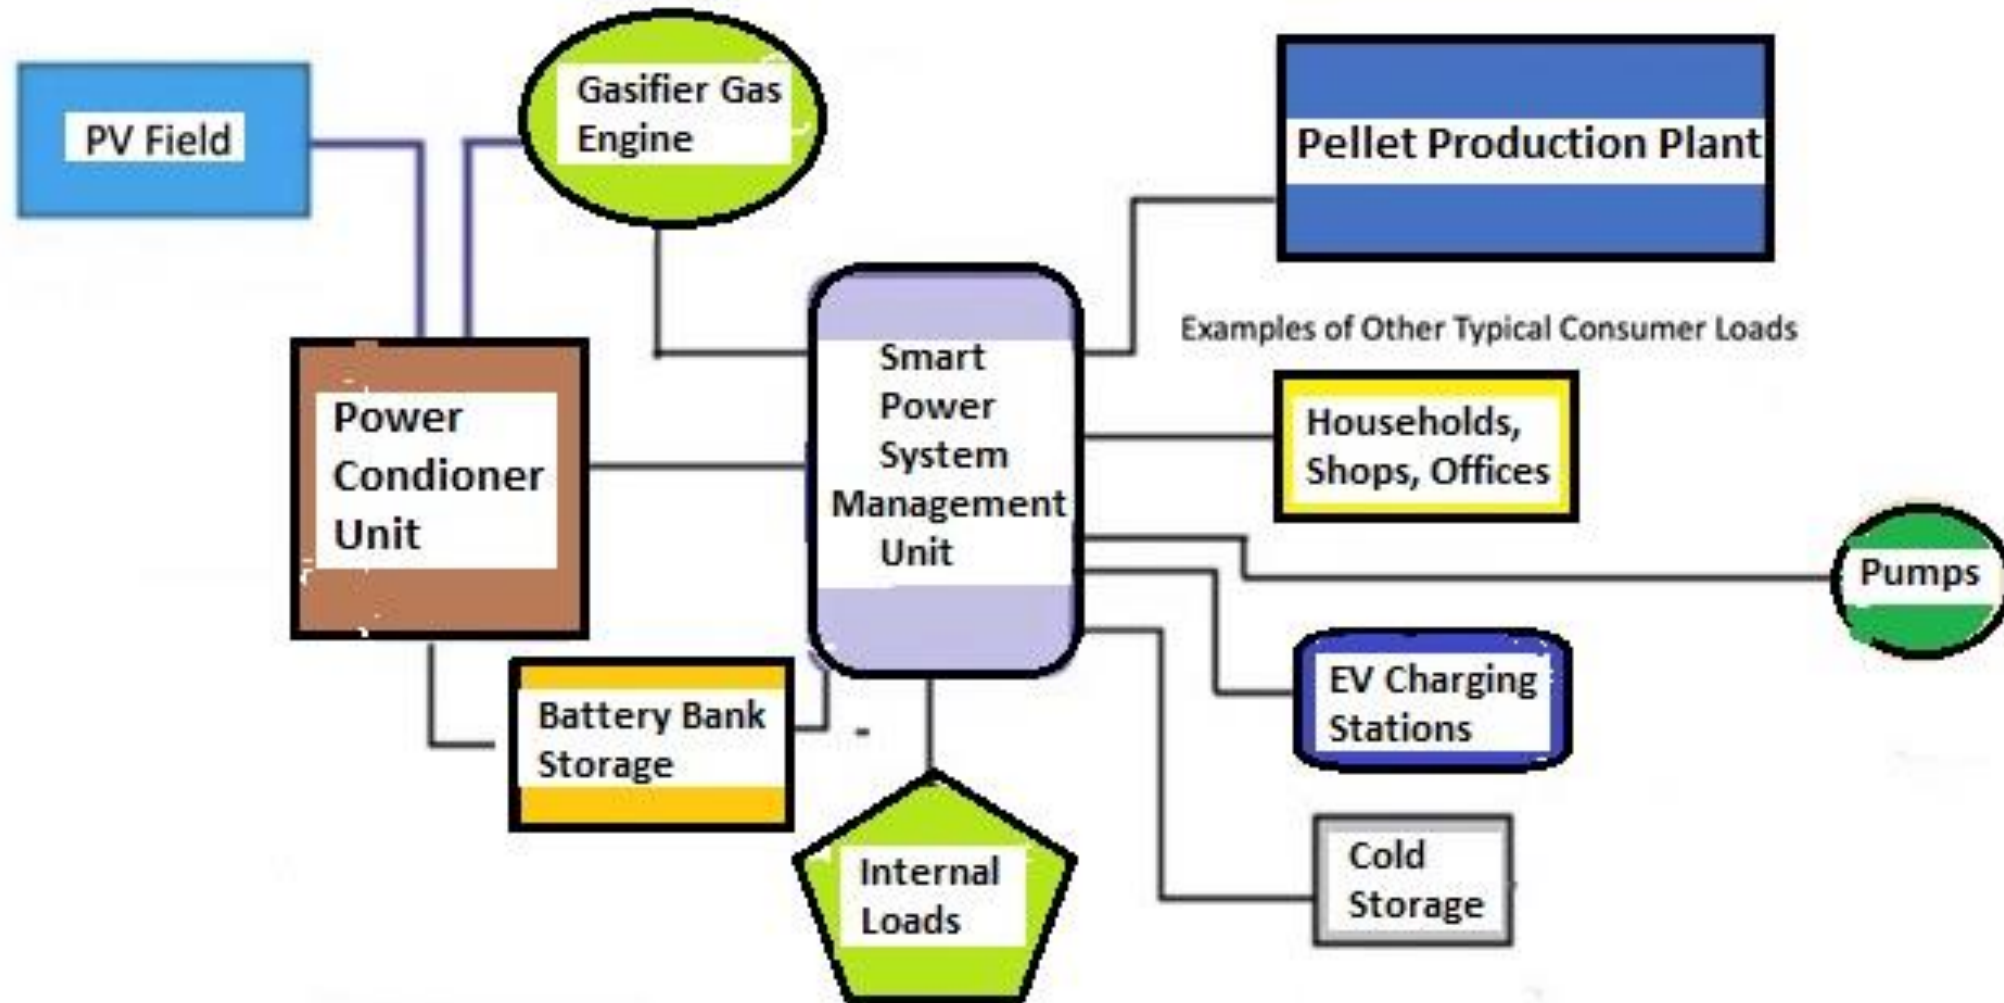 PV Field
Gasifier Gas
Engine
Pellet Production Plant
Examples of Other Typical Consumer Loads
Power
Condioner
Unit
Smart
Power
System
Management
Unit
Households,
Shops, Offices
Pumps
Battery Bank
Storage
EV Charging
Stations
Internal
Loads
Cold
Storage